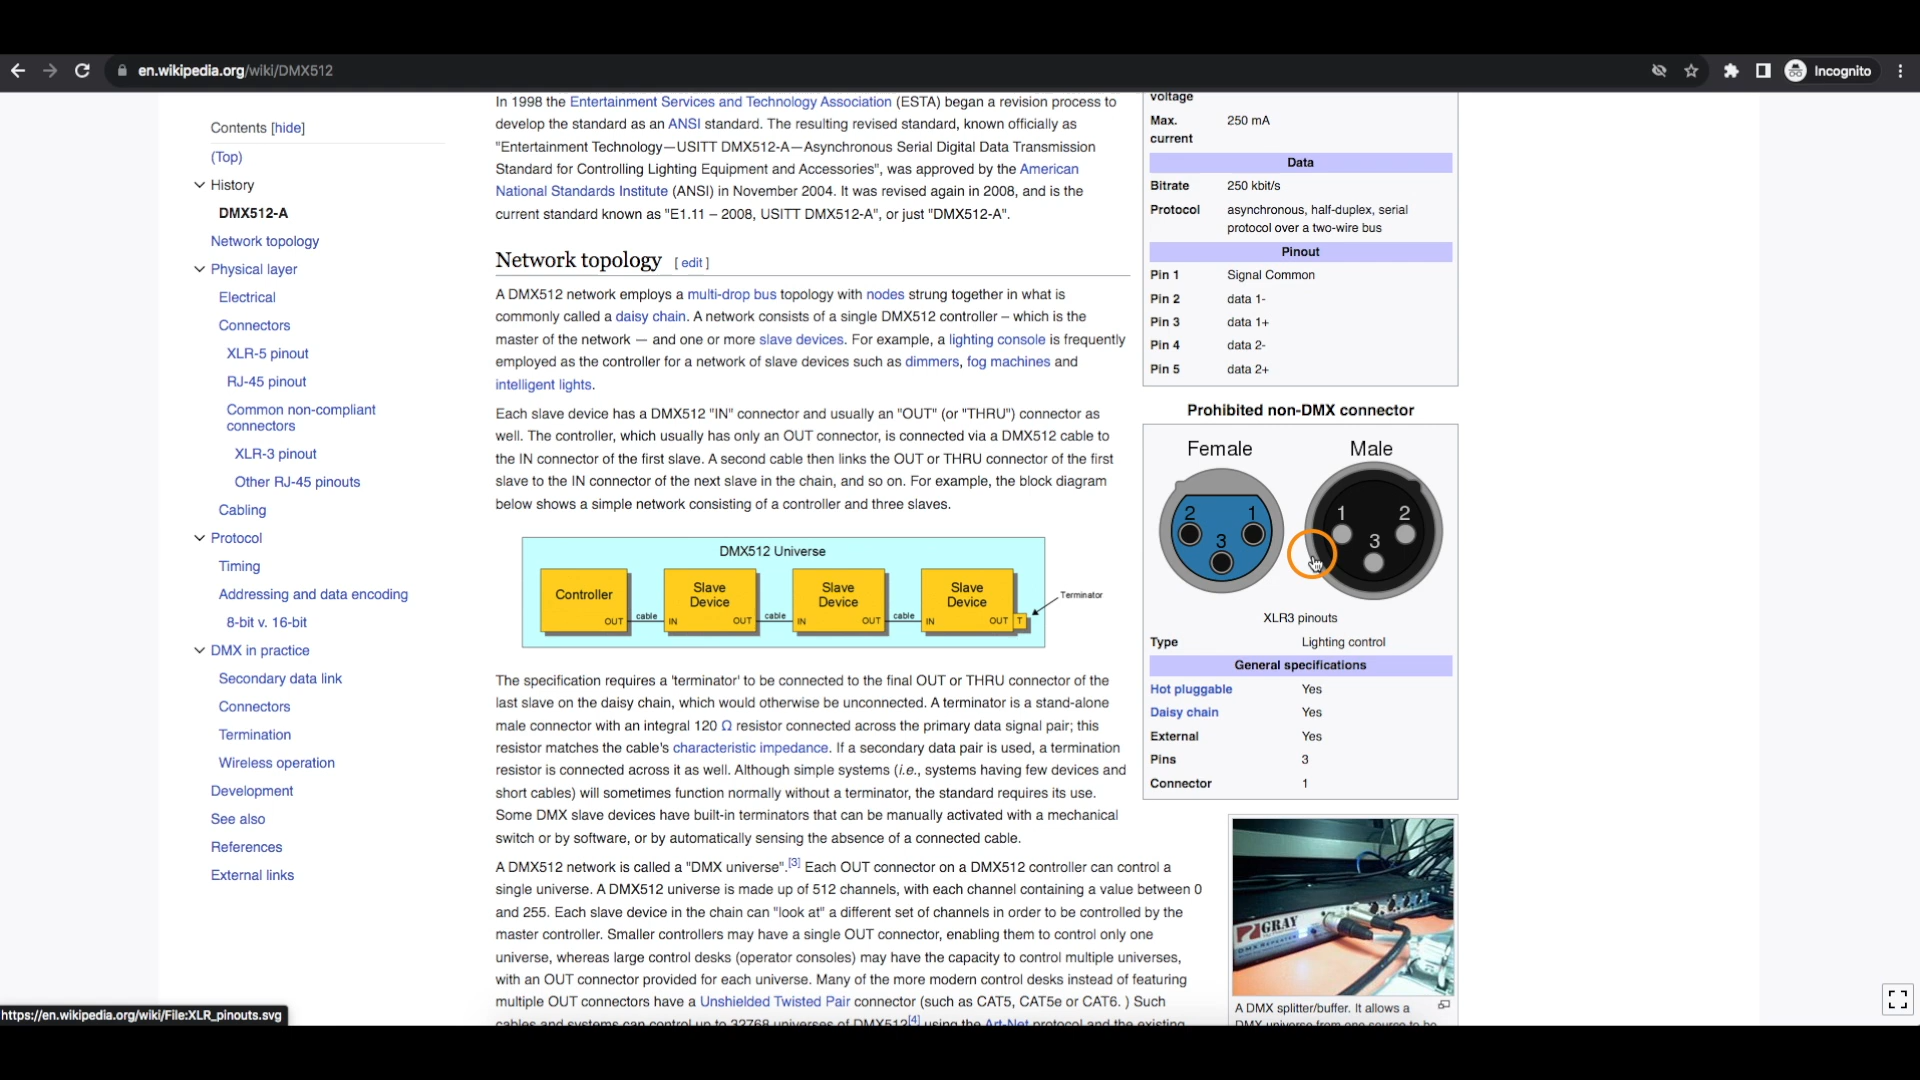 en.wikipedia.org/wiki/DMX512
Incognito
Contents [hide]
(Top)
History
DMX512-A
Network topology
Physical layer
Electrical
Connectors
XLR-5 pinout
RJ-45 pinout
Common non-compliant
connectors
XLR-3 pinout
Other RJ-45 pinouts
Cabling
Protocol
Timing
Addressing and data encoding
8-bit v. 16-bit
DMX in practice
Secondary data link
Connectors
Termination
Wireless operation
Development
See also
References
External links
In 1998 the Entertainment Services and Technology Association (ESTA) began a revision process to
develop the standard as an ANSI standard. The resulting revised standard, known officially as
"Entertainment Technology—USITT DMX512-A—Asynchronous Serial Digital Data Transmission
Standard for Controlling Lighting Equipment and Accessories", was approved by the American
National Standards Institute (ANSI) in November 2004. It was revised again in 2008, and is the
current standard known as "E1.11 – 2008, USITT DMX512-A", or just "DMX512-A".
Network topology [ edit ]
A DMX512 network employs a multi-drop bus topology with nodes strung together in what is
commonly called a daisy chain. A network consists of a single DMX512 controller – which is the
master of the network — and one or more slave devices. For example, a lighting console is frequently
employed as the controller for a network of slave devices such as dimmers, fog machines and
intelligent lights.
Each slave device has a DMX512 "IN" connector and usually an "OUT" (or "THRU") connector as
well. The controller, which usually has only an OUT connector, is connected via a DMX512 cable to
the IN connector of the first slave. A second cable then links the OUT or THRU connector of the first
slave to the IN connector of the next slave in the chain, and so on. For example, the block diagram
below shows a simple network consisting of a controller and three slaves.
DMX512 Universe
Controller
OUT
cable
Slave
Device
IN OUT
cable
Slave
Device
IN OUT
cable
Slave
Device
IN OUT T
Terminator
The specification requires a 'terminator' to be connected to the final OUT or THRU connector of the
last slave on the daisy chain, which would otherwise be unconnected. A terminator is a stand-alone
male connector with an integral 120 Ω resistor connected across the primary data signal pair; this
resistor matches the cable's characteristic impedance. If a secondary data pair is used, a termination
resistor is connected across it as well. Although simple systems (i.e., systems having few devices and
short cables) will sometimes function normally without a terminator, the standard requires its use.
Some DMX slave devices have built-in terminators that can be manually activated with a mechanical
switch or by software, or by automatically sensing the absence of a connected cable.
A DMX512 network is called a "DMX universe".[3] Each OUT connector on a DMX512 controller can control a
single universe. A DMX512 universe is made up of 512 channels, with each channel containing a value between 0
and 255. Each slave device in the chain can "look at" a different set of channels in order to be controlled by the
master controller. Smaller controllers may have a single OUT connector, enabling them to control only one
universe, whereas large control desks (operator consoles) may have the capacity to control multiple universes,
with an OUT connector provided for each universe. Many of the more modern control desks instead of featuring
multiple OUT connectors have a Unshielded Twisted Pair connector (such as CAT5, CAT5e or CAT6. ) Such
cables and systems can control up to 32768 universes of DMX512[4] using the Art-Net protocol and the existing
voltage
Max. 250 mA
current
Data
Bitrate 250 kbit/s
Protocol asynchronous, half-duplex, serial
protocol over a two-wire bus
Pinout
Pin 1 Signal Common
Pin 2 data 1-
Pin 3 data 1+
Pin 4 data 2-
Pin 5 data 2+
Prohibited non-DMX connector
Female Male
2 1 1 2
3 3
XLR3 pinouts
Type Lighting control
General specifications
Hot pluggable Yes
Daisy chain Yes
External Yes
Pins 3
Connector 1
GRAY
DMX REPEATER
A DMX splitter/buffer. It allows a
DMX universe from one source to be
https://en.wikipedia.org/wiki/File:XLR_pinouts.svg